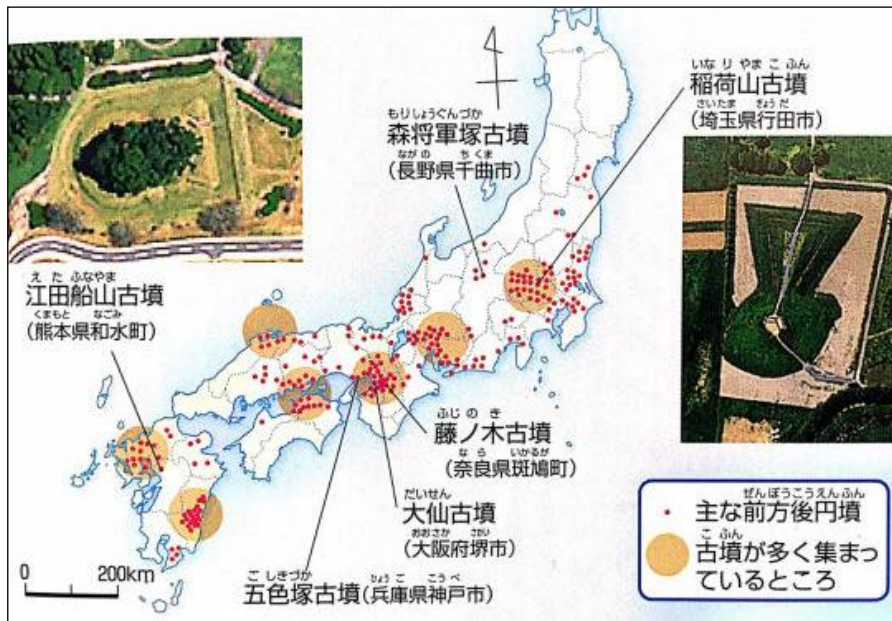 いなりやまこふん
稲荷山古墳
さいたま ぎょうだ
(埼玉県行田市)
もりしょうぐんづか
森将軍塚古墳
ながの ちくま
(長野県千曲市)
えたふなやま
江田船山古墳
くまもと なごみ
(熊本県和水町)
ふじのき
藤ノ木古墳
なら いかるが
(奈良県斑鳩町)
だいせん
大仙古墳
おおさか さかい
(大阪府堺市)
ごしきづか ひょうご こうべ
五色塚古墳(兵庫県神戸市)
0 200km
ぜんぽうこうえんふん
主な前方後円墳
こふん
古墳が多く集まっ
ているところ